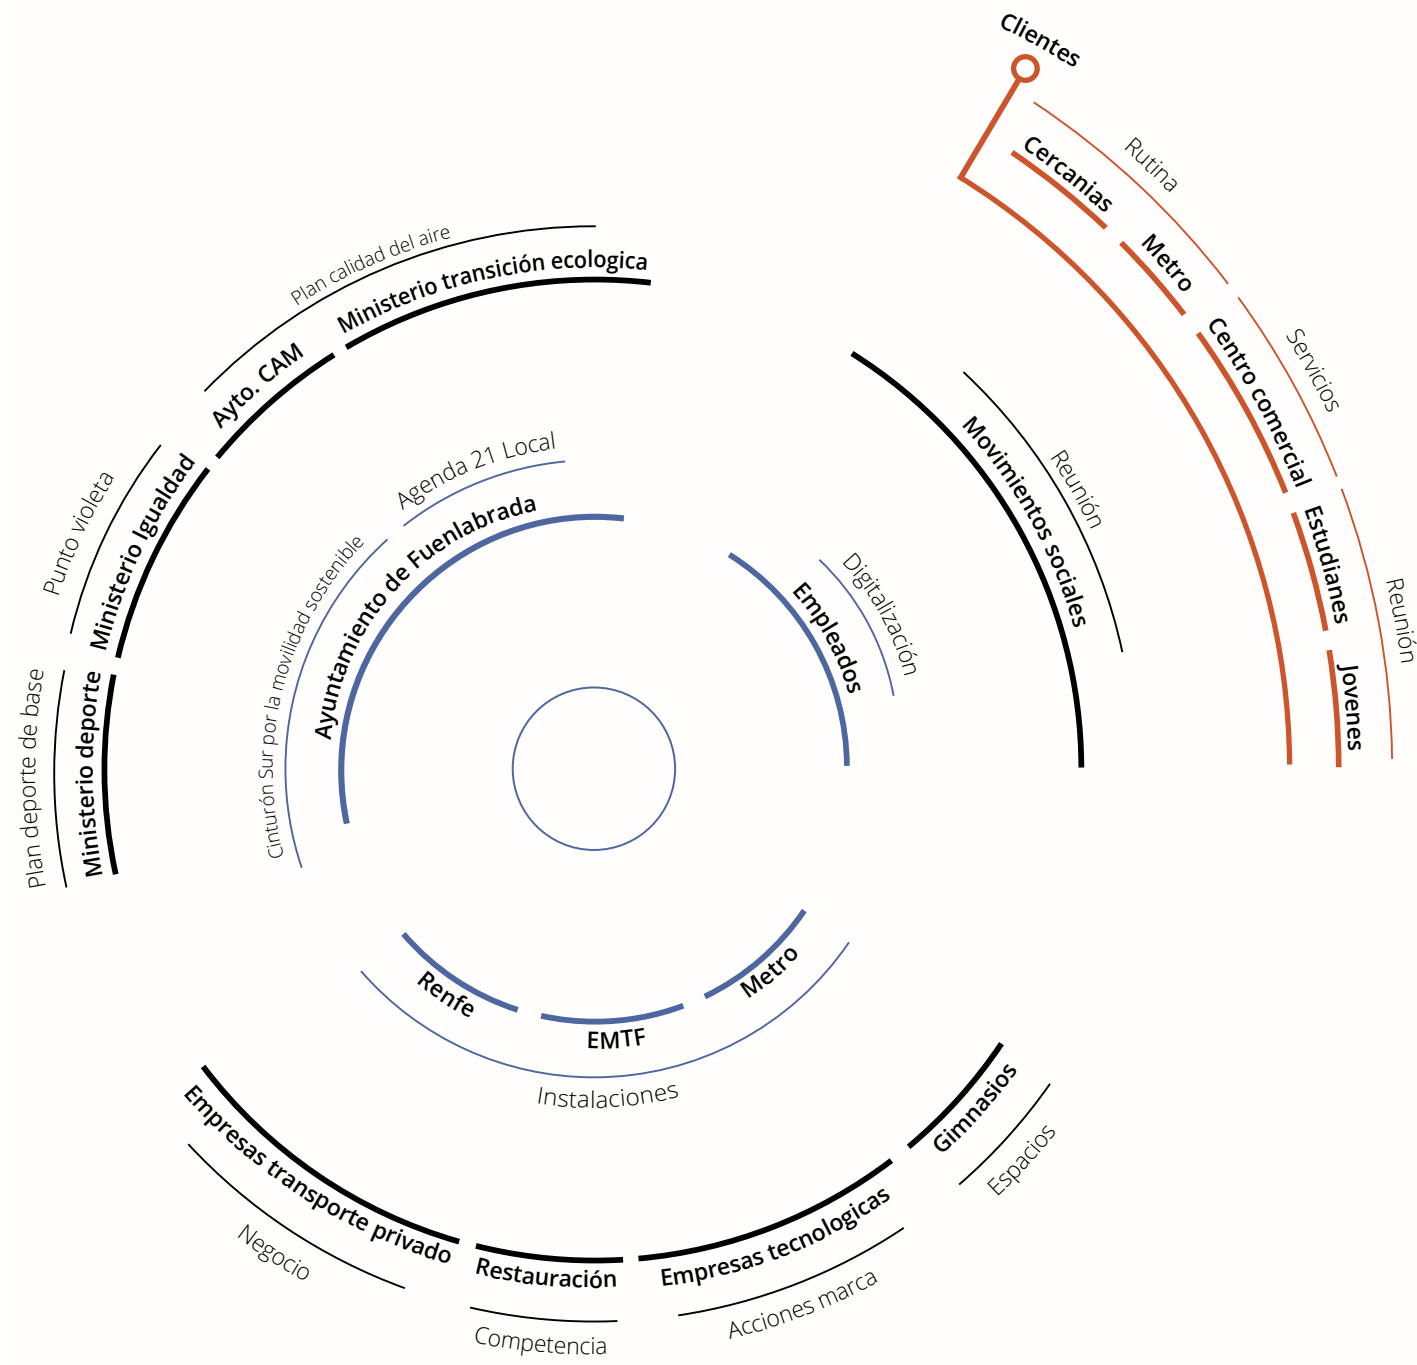 Clientes
Rutina
Cercanias
Metro
Servicios
Centro comercial
Reunión
Estudianes
Jovenes
Plan calidad del aire
Ministerio transición ecologica
Ayto. CAM
Punto violeta
Ministerio Igualdad
Plan deporte de base
Ministerio deporte
Reunión
Movimientos sociales
Agenda 21 Local
Ayuntamiento de Fuenlabrada
Cinturón Sur por la movilidad sostenible
Digitalización
Empleados
Renfe
EMTF
Metro
Instalaciones
Empresas transporte privado
Negocio
Restauración
Competencia
Empresas tecnologicas
Acciones marca
Gimnasios
Espacios